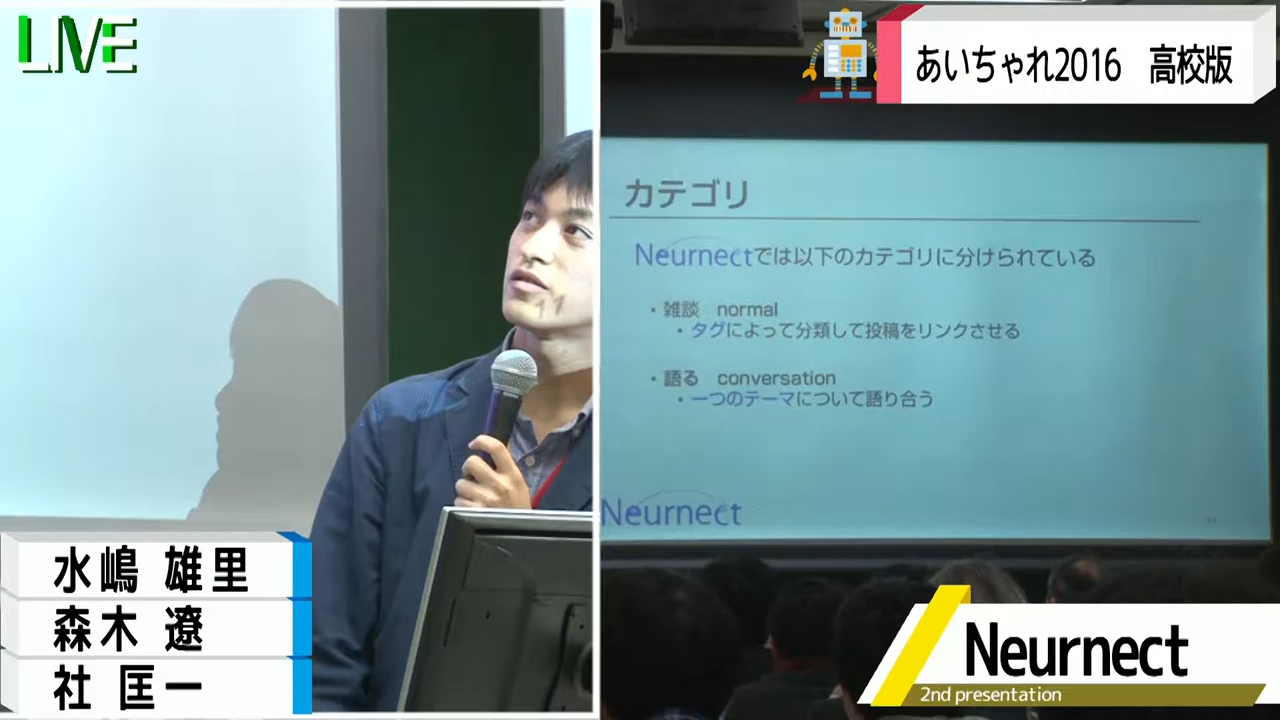 LIVE
あいちゃれ2016 高校版
カテゴリ
Neurnectでは以下のカテゴリに分けられている
・雑談 normal
・タグによって分類して投稿をリンクさせる
・語る conversation
・一つのテーマについて語り合う
Neurnect
11
水嶋 雄里
森木 遼
社 匡一
Neurnect
2nd presentation